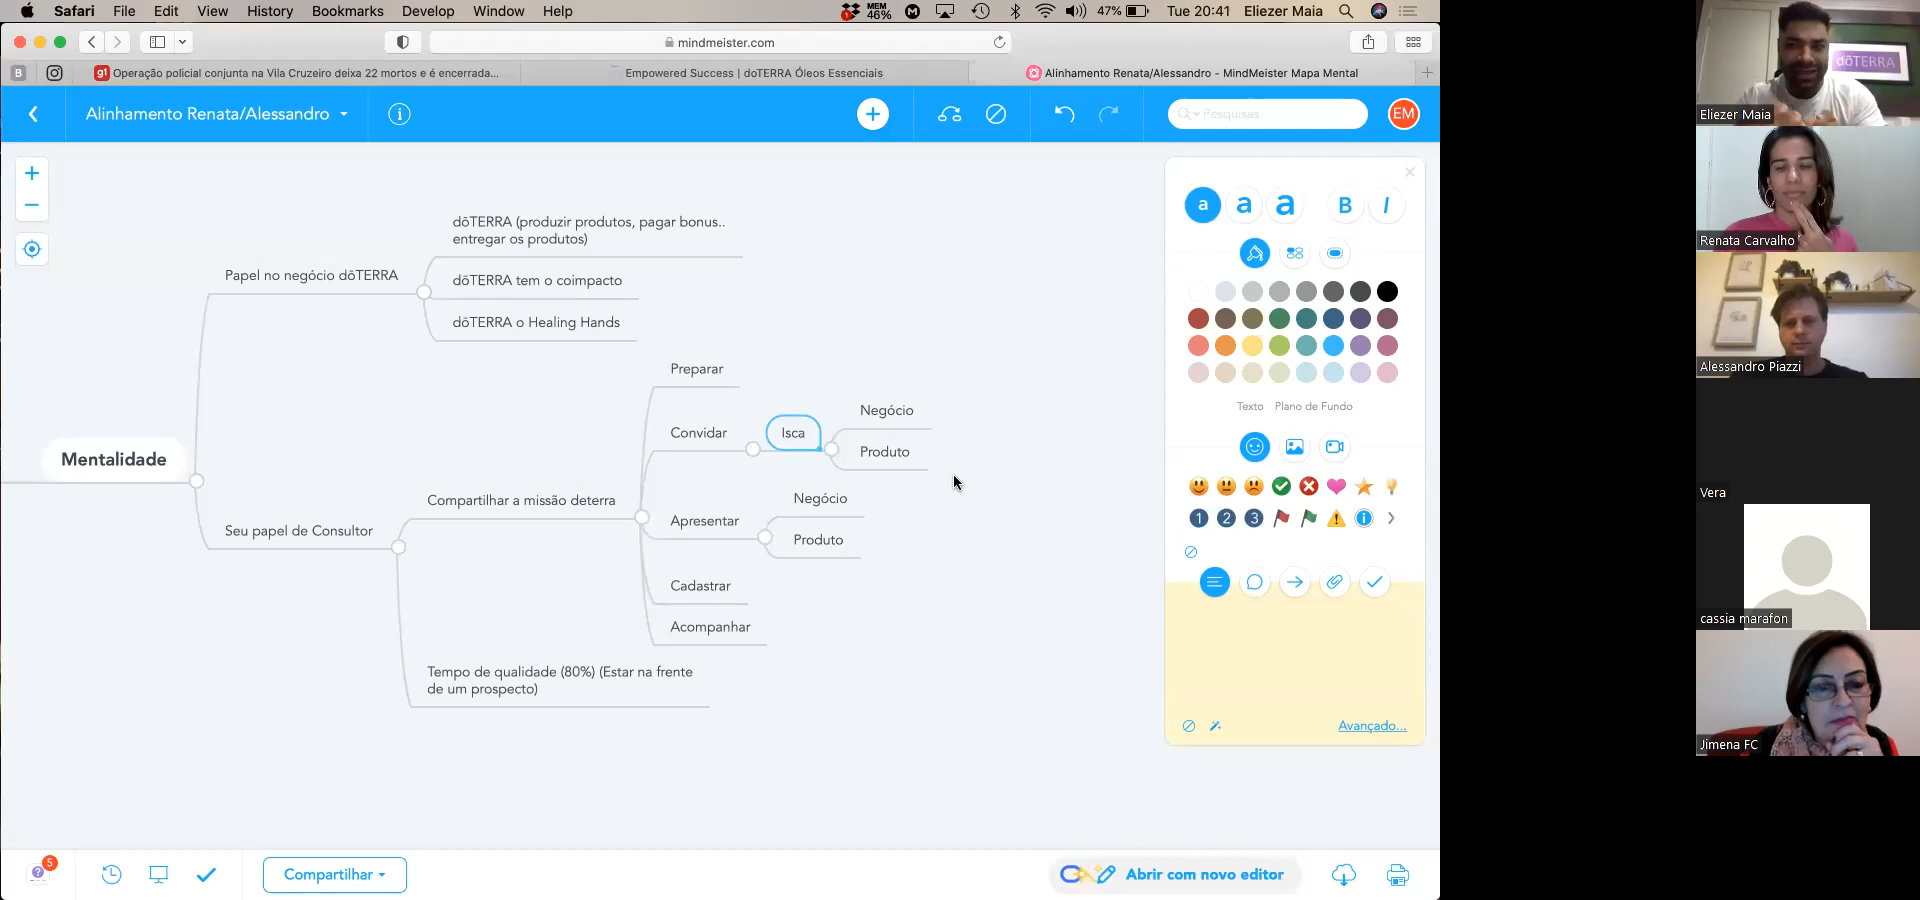 Safari File Edit View History Bookmarks Develop Window Help
MEM 46% 47% Tue 20:41 Eliezer Maia
mindmeister.com
B g1 Operação policial conjunta na Vila Cruzeiro deixa 22 mortos e é encerrada... Empowered Success | doTERRA Óleos Essenciais Alinhamento Renata/Alessandro - MindMeister Mapa Mental
Alinhamento Renata/Alessandro
Pesquisas
EM
dōTERRA (produzir produtos, pagar bonus..
entregar os produtos)
Papel no negócio dōTERRA
dōTERRA tem o coimpacto
dōTERRA o Healing Hands
Preparar
Convidar
Isca
Negócio
Produto
Mentalidade
Compartilhar a missão deterra
Negócio
Apresentar
Produto
Seu papel de Consultor
Cadastrar
Acompanhar
Tempo de qualidade (80%) (Estar na frente
de um prospecto)
a a a B I
Texto Plano de Fundo
1 2 3
Avançado...
5
Compartilhar
Abrir com novo editor
dōTERRA
Eliezer Maia
Renata Carvalho
Alessandro Piazzi
Vera
cassia marafon
Jimena FC